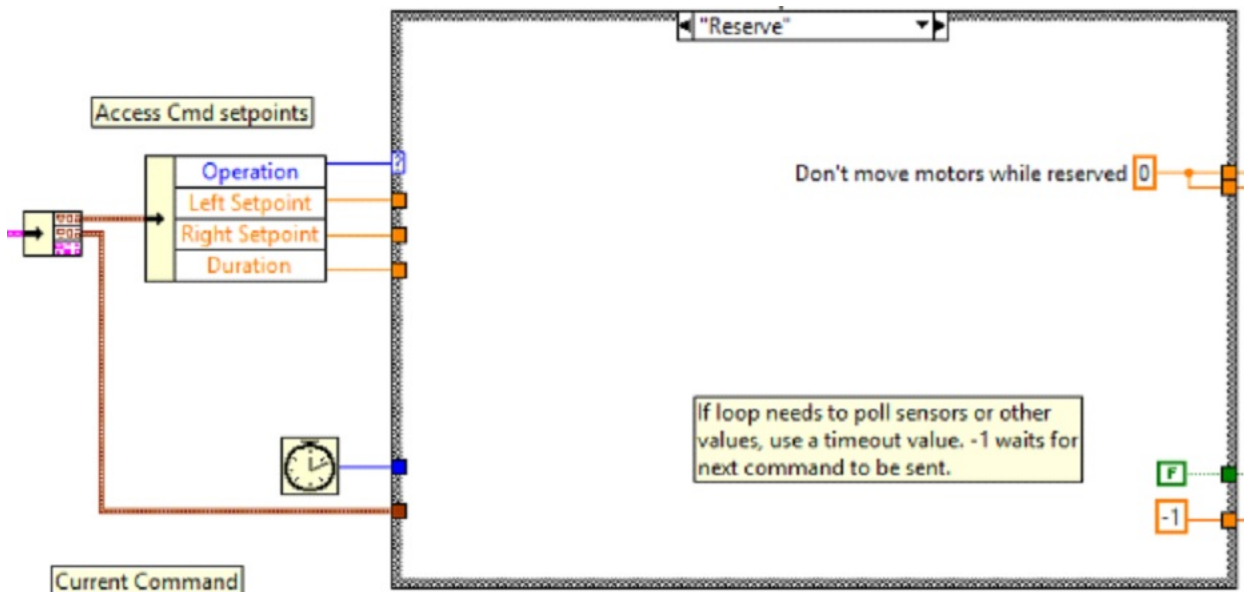 "Reserve"
Access Cmd setpoints
Operation
Left Setpoint
Right Setpoint
Duration
?
Don't move motors while reserved 0
If loop needs to poll sensors or other
values, use a timeout value. -1 waits for
next command to be sent.
F
-1
Current Command